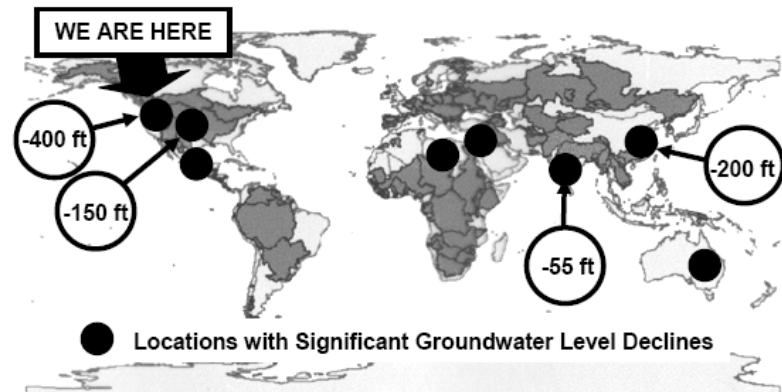 WE ARE HERE
-400 ft
-150 ft
-200 ft
-55 ft
Locations with Significant Groundwater Level Declines